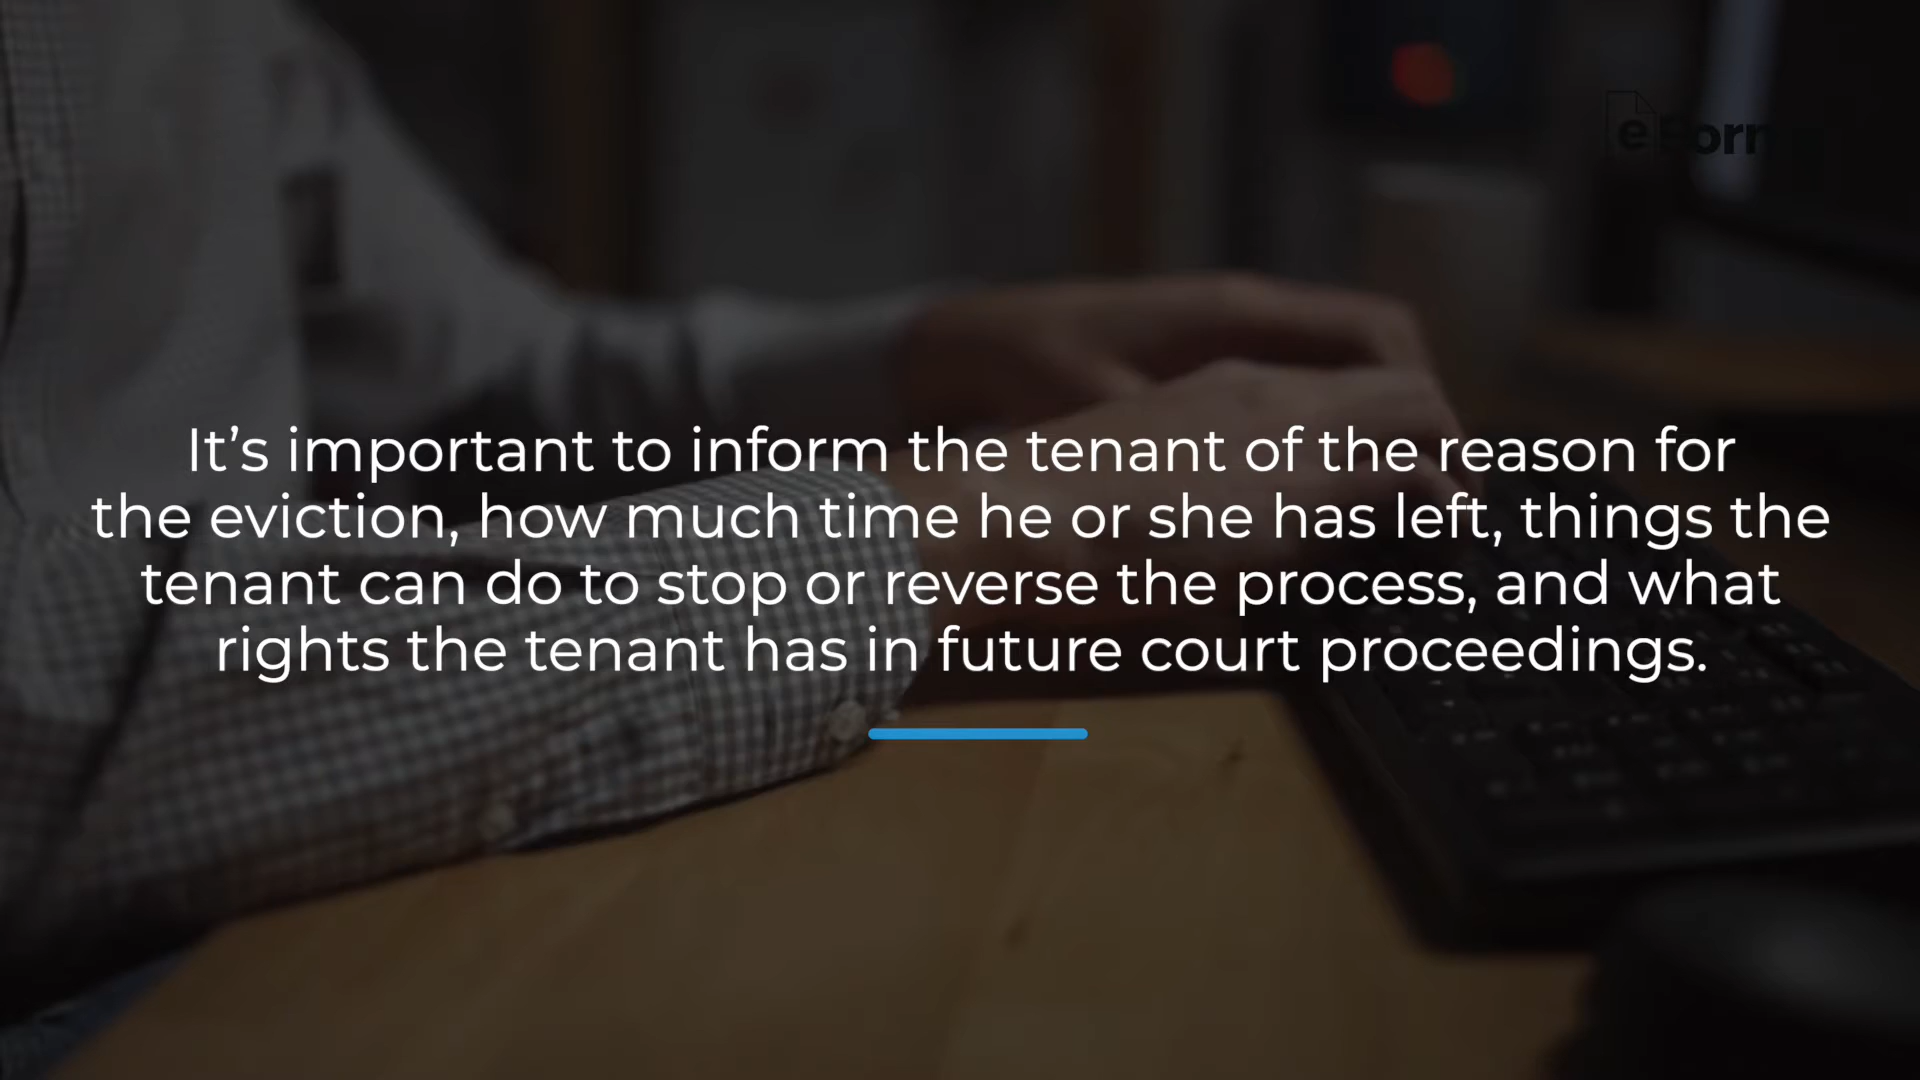 It’s important to inform the tenant of the reason for
the eviction, how much time he or she has left, things the
tenant can do to stop or reverse the process, and what
rights the tenant has in future court proceedings.